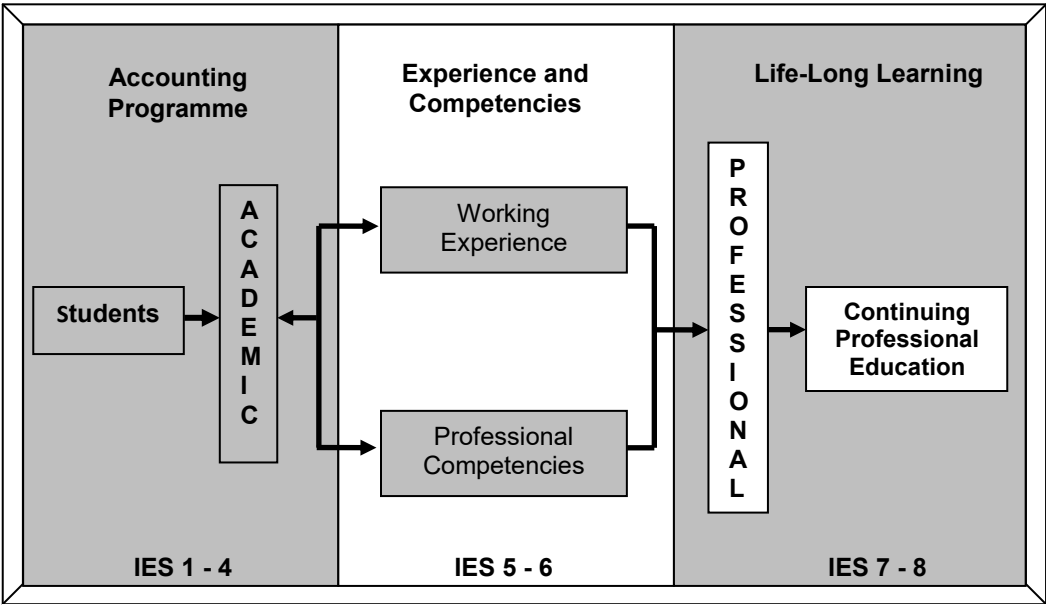 Accounting
Programme
Experience and
Competencies
Life-Long Learning
Students
A
C
A
D
E
M
I
C
Working
Experience
Professional
Competencies
P
R
O
F
E
S
S
I
O
N
A
L
Continuing
Professional
Education
IES 1 - 4
IES 5 - 6
IES 7 - 8